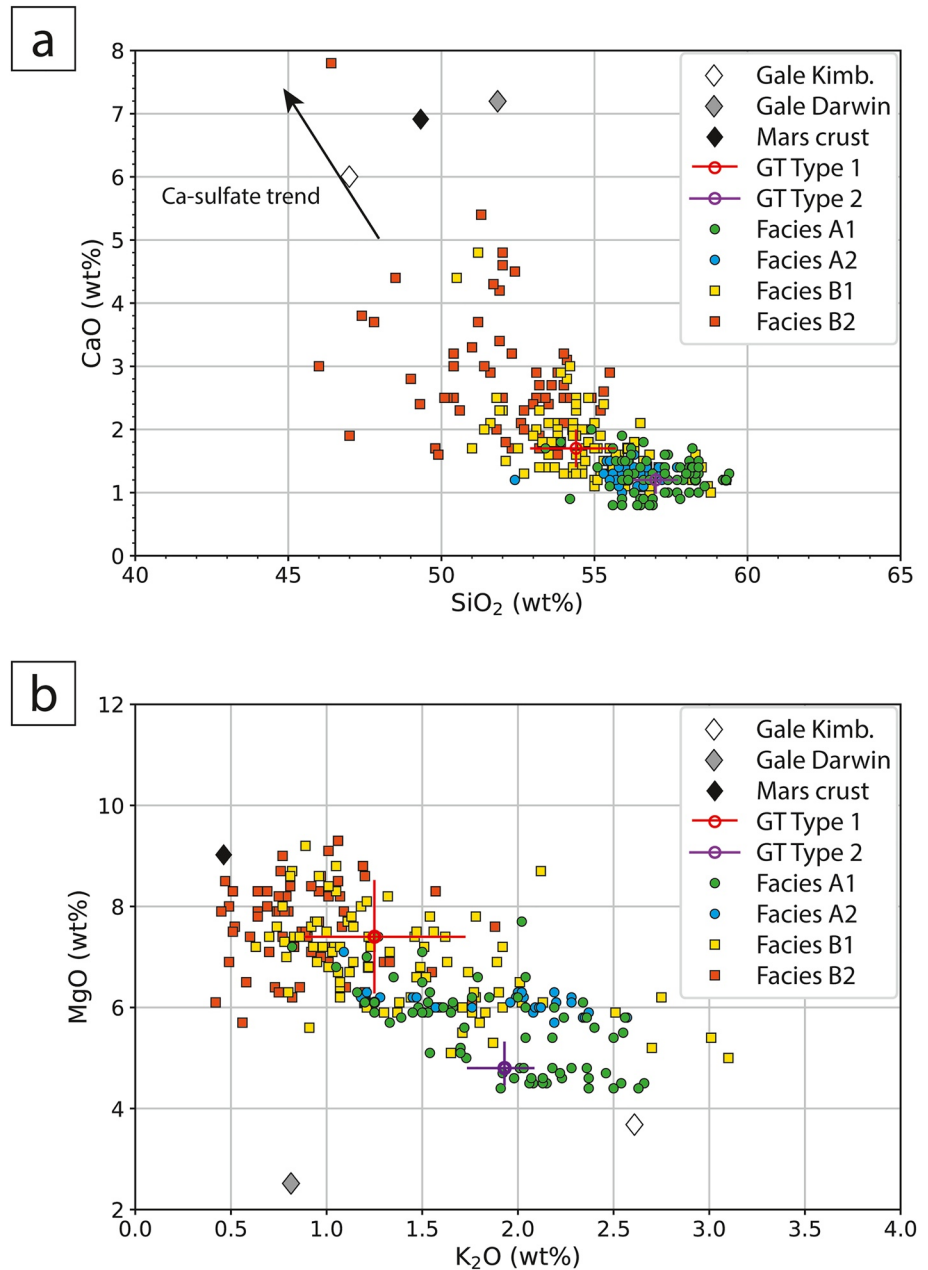 a
8
7
6
5
4
3
2
1
0
CaO (wt%)
Ca-sulfate trend
Gale Kimb.
Gale Darwin
Mars crust
GT Type 1
GT Type 2
Facies A1
Facies A2
Facies B1
Facies B2
40 45 50 55 60 65
SiO₂ (wt%)
b
12
10
8
6
4
2
MgO (wt%)
Gale Kimb.
Gale Darwin
Mars crust
GT Type 1
GT Type 2
Facies A1
Facies A2
Facies B1
Facies B2
0.0 0.5 1.0 1.5 2.0 2.5 3.0 3.5 4.0
K₂O (wt%)